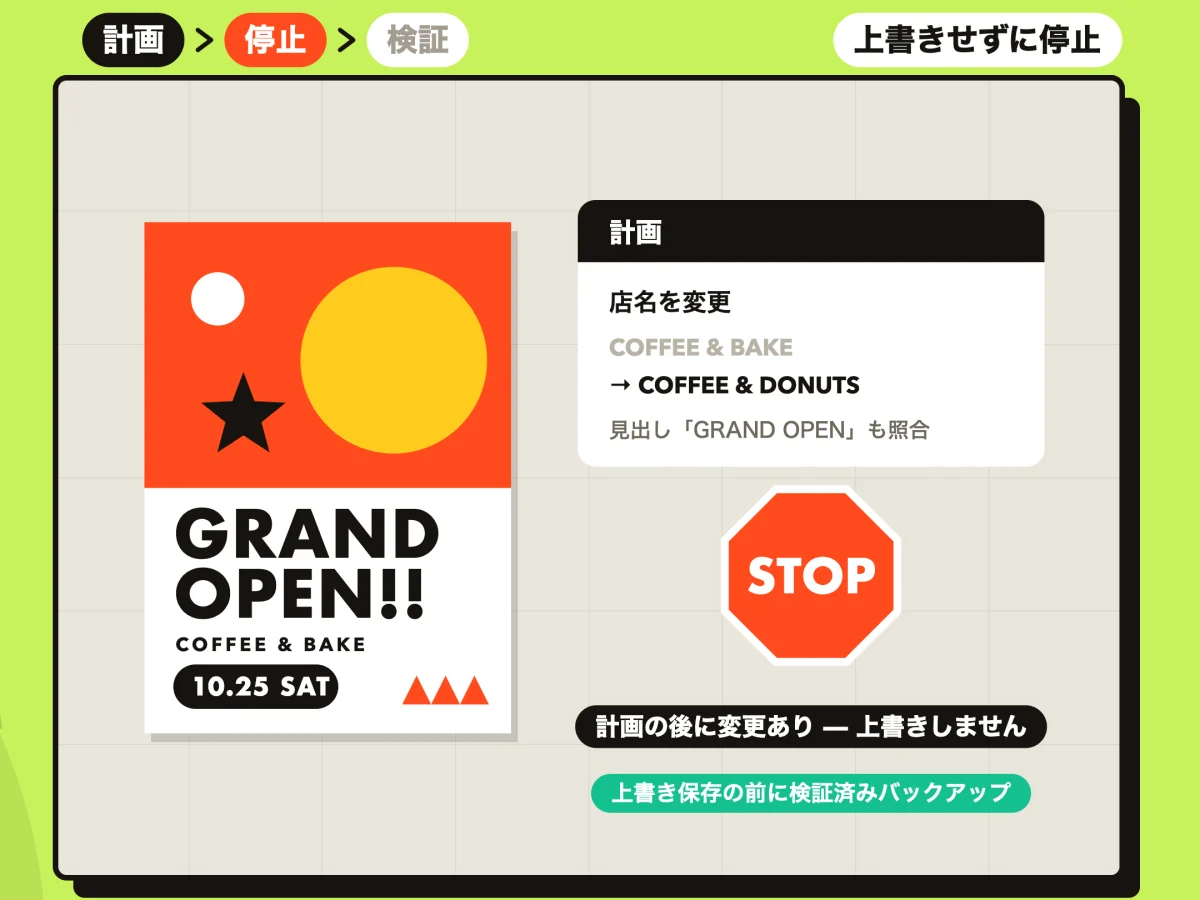 計画 > 停止 > 検証
上書きせずに停止
GRAND
OPEN!!
COFFEE & BAKE
10.25 SAT
計画
店名を変更
COFFEE & BAKE
→ COFFEE & DONUTS
見出し「GRAND OPEN」も照合
STOP
計画の後に変更あり — 上書きしません
上書き保存の前に検証済みバックアップ